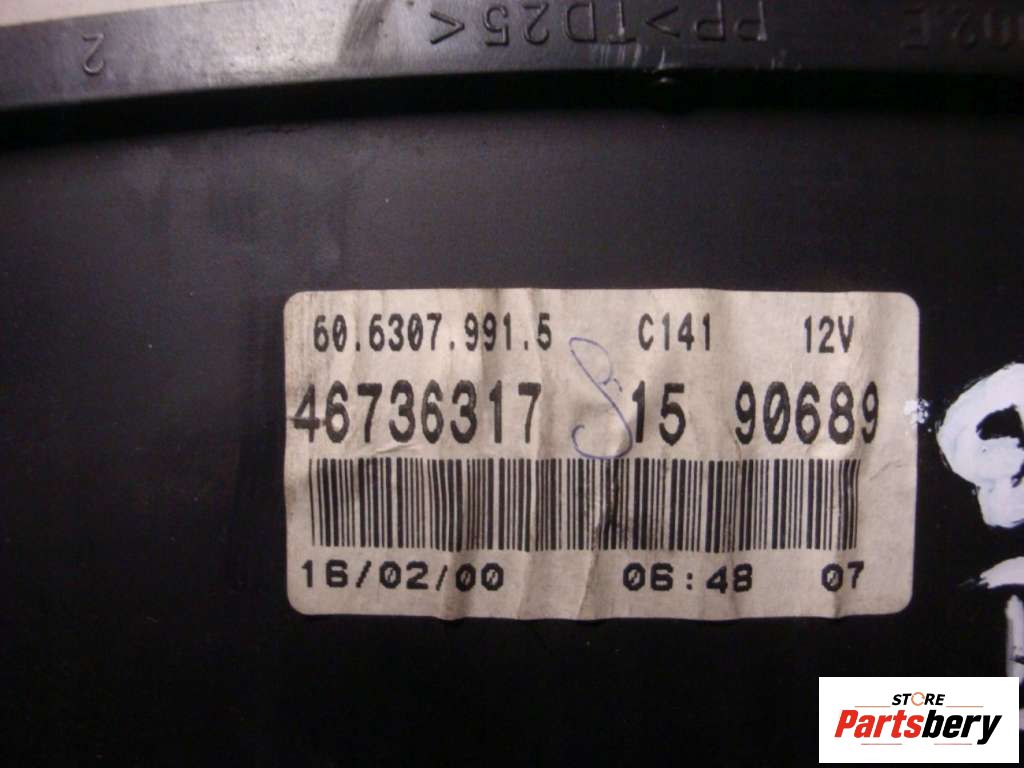 2 PP>TD25<
60.6307.991.5 C141 12V
46736317 15 90689
16/02/00 06:48 07
STORE
Partsbery